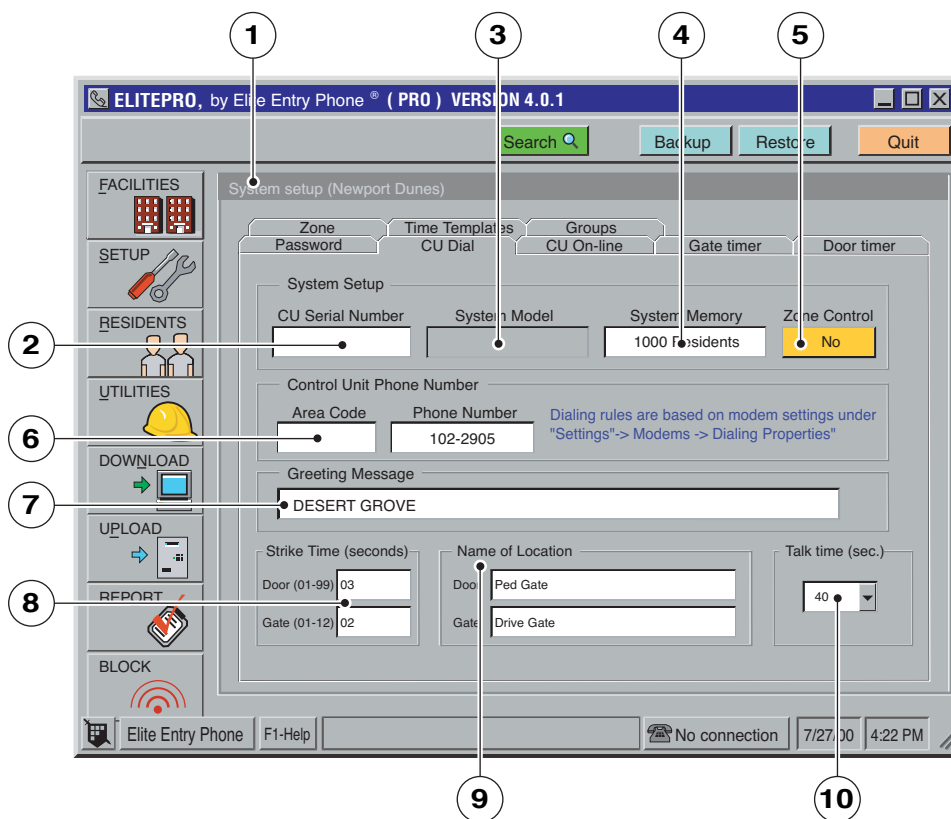 1 3 4 5
ELITEPRO, by Elite Entry Phone ® ( PRO ) VERSION 4.0.1
Search Backup Restore Quit
FACILITIES
System setup (Newport Dunes)
Zone Time Templates Groups
Password CU Dial CU On-line Gate timer Door timer
SETUP
System Setup
CU Serial Number System Model System Memory Zone Control
2
1000 Residents No
RESIDENTS
Control Unit Phone Number
UTILITIES
Area Code Phone Number
Dialing rules are based on modem settings under
"Settings"-> Modems -> Dialing Properties"
6
102-2905
DOWNLOAD
Greeting Message
7
DESERT GROVE
UPLOAD
Strike Time (seconds) Name of Location Talk time (sec.)
Door (01-99) 03 Door Ped Gate
8
40
REPORT
Gate (01-12) 02 Gate Drive Gate
BLOCK
Elite Entry Phone F1-Help No connection 7/27/00 4:22 PM
9 10